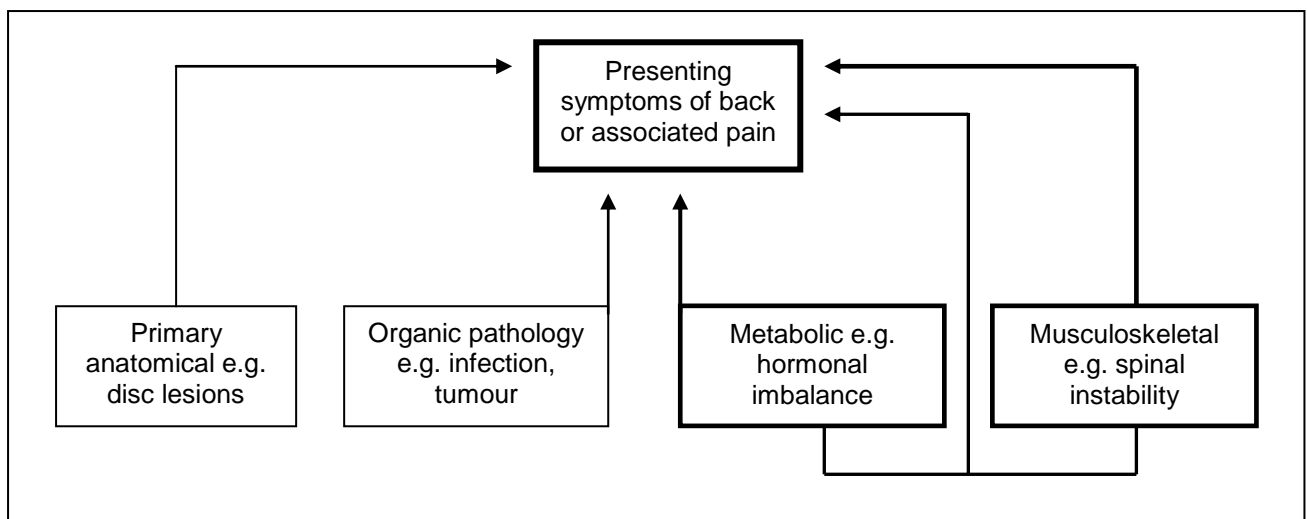 Presenting
symptoms of back
or associated pain
Primary
anatomical e.g.
disc lesions
Organic pathology
e.g. infection,
tumour
Metabolic e.g.
hormonal
imbalance
Musculoskeletal
e.g. spinal
instability